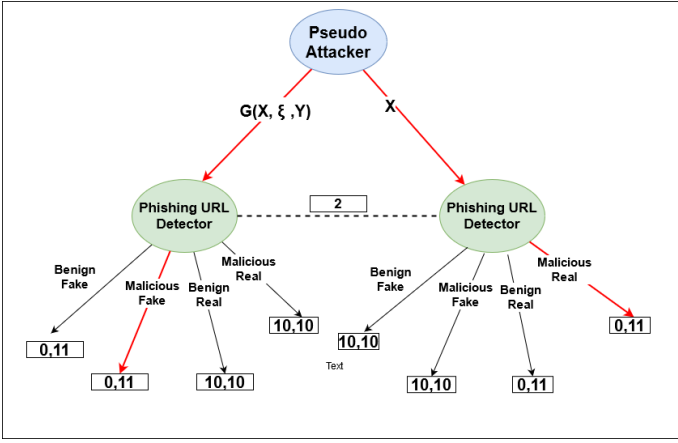 Pseudo
Attacker
G(X, ξ ,Y)
X
Phishing URL
Detector
2
Phishing URL
Detector
Benign
Fake
Malicious
Fake
Benign
Real
Malicious
Real
Benign
Fake
Malicious
Fake
Benign
Real
Malicious
Real
0,11
0,11
10,10
10,10
10,10
Text
10,10
0,11
0,11